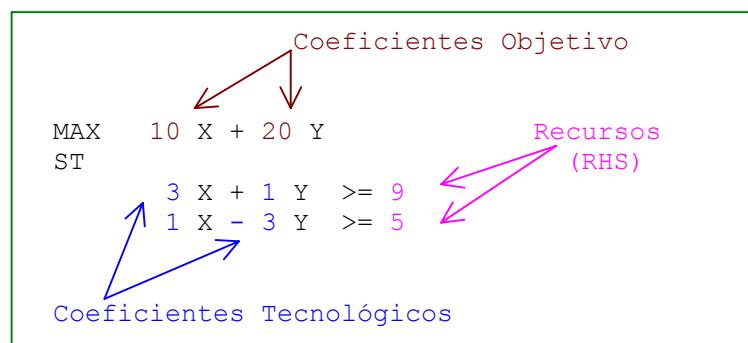 Coeficientes Objetivo
MAX 10 X + 20 Y
Recursos
ST
(RHS)
3 X + 1 Y >= 9
1 X - 3 Y >= 5
Coeficientes Tecnológicos